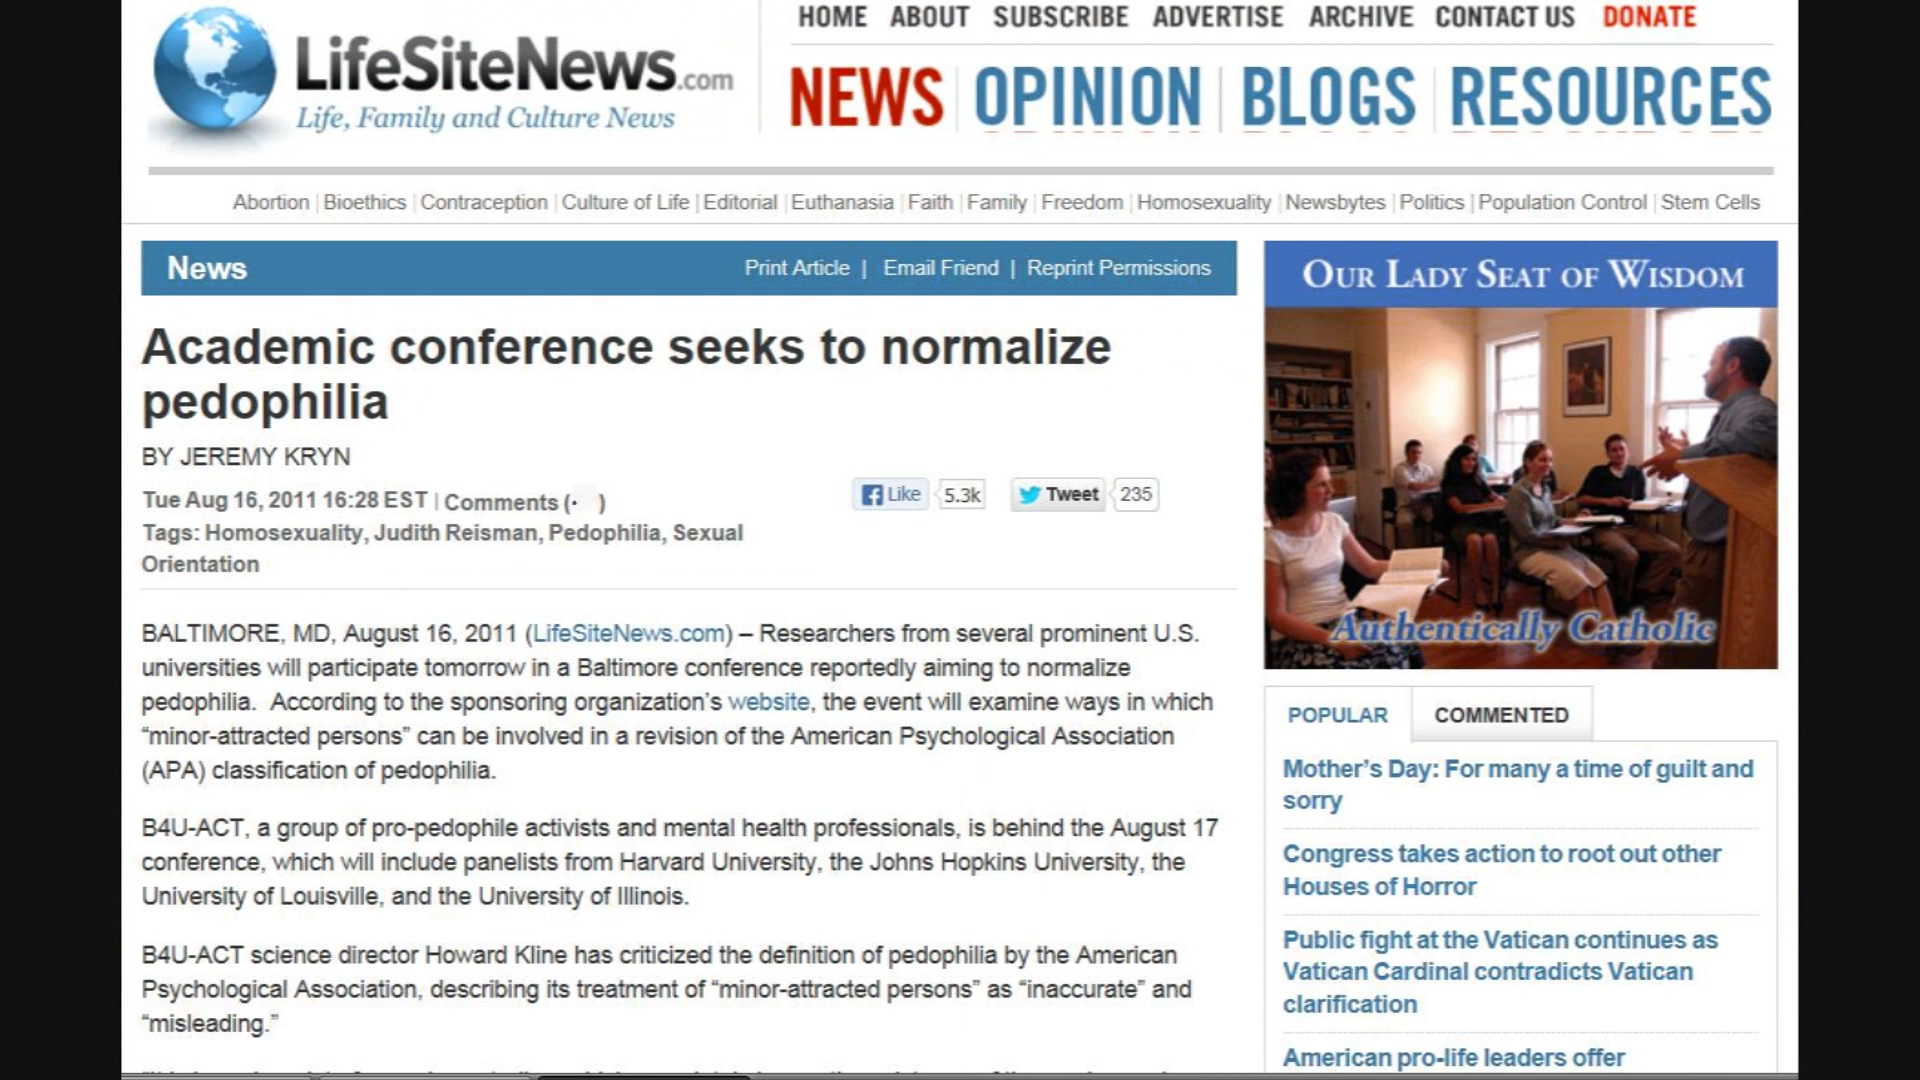 HOME ABOUT SUBSCRIBE ADVERTISE ARCHIVE CONTACT US DONATE
LifeSiteNews.com
Life, Family and Culture News
NEWS | OPINION | BLOGS | RESOURCES
Abortion | Bioethics | Contraception | Culture of Life | Editorial | Euthanasia | Faith | Family | Freedom | Homosexuality | Newsbytes | Politics | Population Control | Stem Cells
News
Print Article | Email Friend | Reprint Permissions
Academic conference seeks to normalize
pedophilia
BY JEREMY KRYN
Tue Aug 16, 2011 16:28 EST | Comments (· )
Like 5.3k Tweet 235
Tags: Homosexuality, Judith Reisman, Pedophilia, Sexual
Orientation
BALTIMORE, MD, August 16, 2011 (LifeSiteNews.com) – Researchers from several prominent U.S.
universities will participate tomorrow in a Baltimore conference reportedly aiming to normalize
pedophilia. According to the sponsoring organization's website, the event will examine ways in which
“minor-attracted persons” can be involved in a revision of the American Psychological Association
(APA) classification of pedophilia.
B4U-ACT, a group of pro-pedophile activists and mental health professionals, is behind the August 17
conference, which will include panelists from Harvard University, the Johns Hopkins University, the
University of Louisville, and the University of Illinois.
B4U-ACT science director Howard Kline has criticized the definition of pedophilia by the American
Psychological Association, describing its treatment of “minor-attracted persons” as “inaccurate” and
“misleading.”
OUR LADY SEAT OF WISDOM
Authentically Catholic
POPULAR COMMENTED
Mother's Day: For many a time of guilt and
sorry
Congress takes action to root out other
Houses of Horror
Public fight at the Vatican continues as
Vatican Cardinal contradicts Vatican
clarification
American pro-life leaders offer